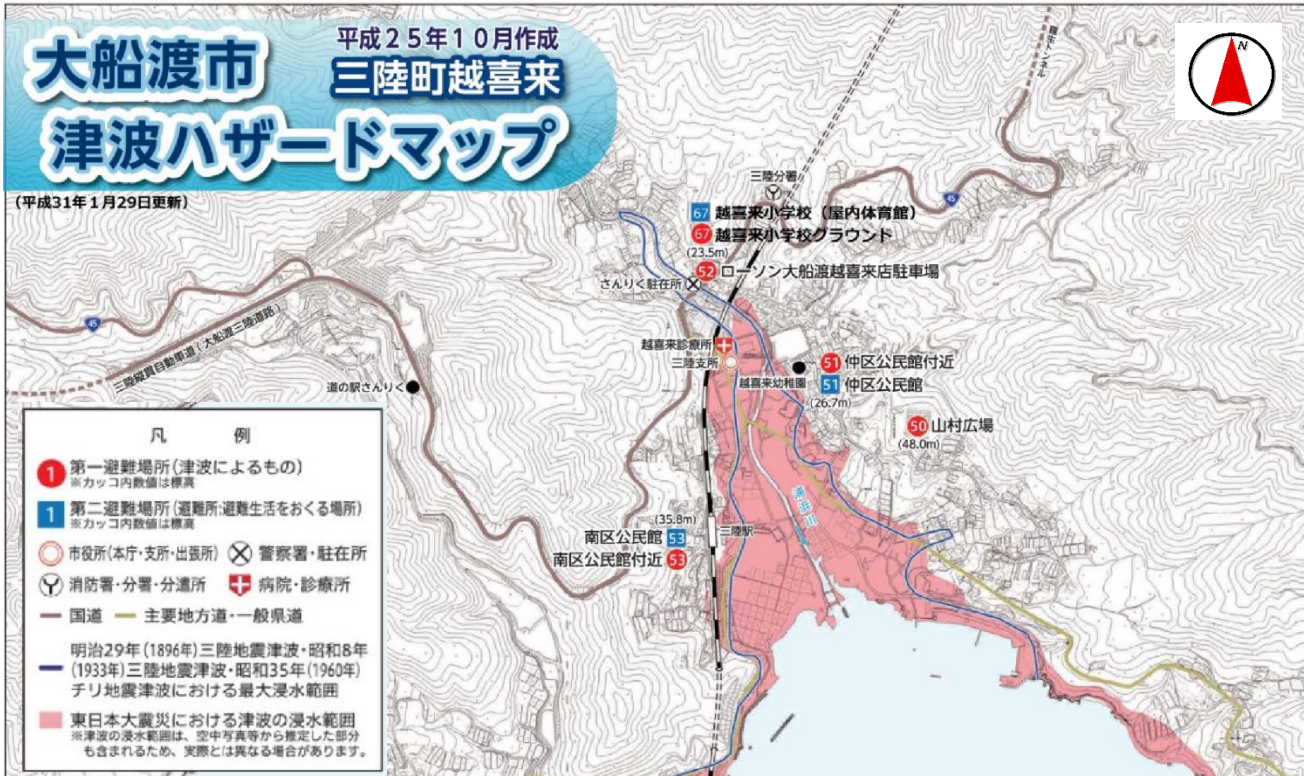 大船渡市
平成25年10月作成
三陸町越喜来
津波ハザードマップ
(平成31年1月29日更新)
N
羅生トンネル
三陸分署
45
67 越喜来小学校（屋内体育館）
67 越喜来小学校グラウンド
(23.5m)
52 ローソン大船渡越喜来店駐車場
さんりく駐在所
45
三陸縦貫自動車道(大船渡三陸道路)
道の駅さんりく
越喜来診療所
三陸支所
越喜来幼稚園
51 仲区公民館付近
51 仲区公民館
(26.7m)
50 山村広場
(48.0m)
浦浜川
三陸駅
(35.8m)
南区公民館 53
南区公民館付近 53
凡 例
1 第一避難場所(津波によるもの)
※カッコ内数値は標高
1 第二避難場所(避難所:避難生活をおくる場所)
※カッコ内数値は標高
市役所(本庁・支所・出張所) 警察署・駐在所
消防署・分署・分遣所 病院・診療所
国道 主要地方道・一般県道
明治29年(1896年)三陸地震津波・昭和8年
(1933年)三陸地震津波・昭和35年(1960年)
チリ地震津波における最大浸水範囲
東日本大震災における津波の浸水範囲
※津波の浸水範囲は、空中写真等から推定した部分
も含まれるため、実際とは異なる場合があります。